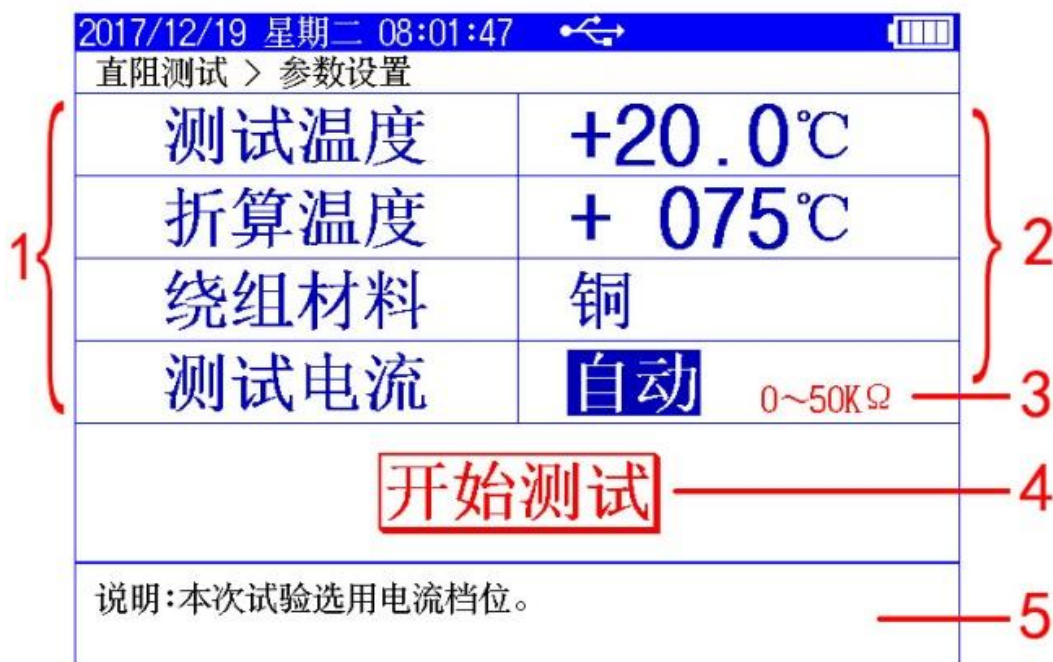 2017/12/19 星期二 08:01:47
直阻测试 > 参数设置
测试温度 +20.0℃
折算温度 + 075℃
绕组材料 铜
测试电流 自动 0~50KΩ
开始测试
说明:本次试验选用电流档位。
1
2
3
4
5